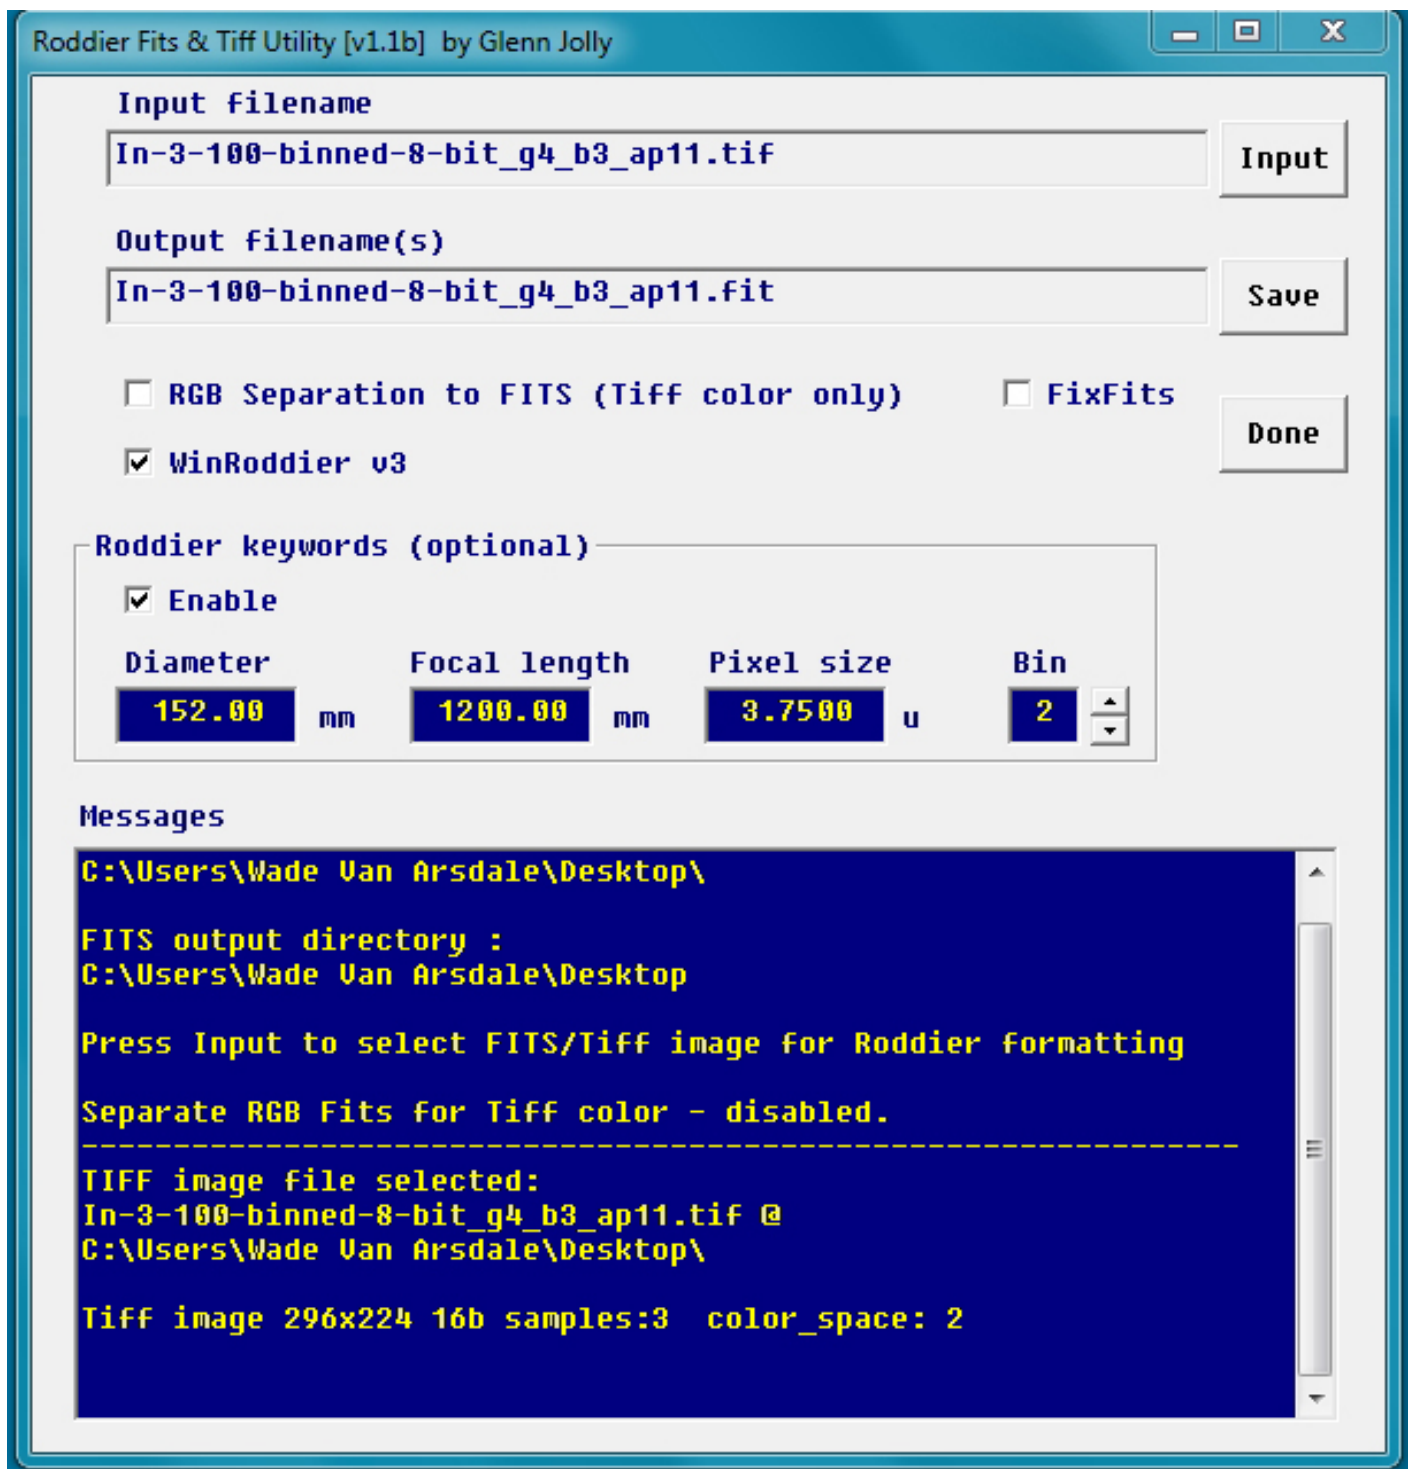 Roddier Fits & Tiff Utility [v1.1b]  by Glenn Jolly
Input filename
In-3-100-binned-8-bit_g4_b3_ap11.tif
Input
Output filename(s)
In-3-100-binned-8-bit_g4_b3_ap11.fit
Save
RGB Separation to FITS (Tiff color only)
FixFits
Done
WinRoddier v3
Roddier keywords (optional)
Enable
Diameter Focal length Pixel size Bin
152.00 mm 1200.00 mm 3.7500 u 2
Messages
C:\Users\Wade Van Arsdale\Desktop\
FITS output directory :
C:\Users\Wade Van Arsdale\Desktop
Press Input to select FITS/Tiff image for Roddier formatting
Separate RGB Fits for Tiff color - disabled.
---------------------------------------------------------------
TIFF image file selected:
In-3-100-binned-8-bit_g4_b3_ap11.tif @
C:\Users\Wade Van Arsdale\Desktop\
Tiff image 296x224 16b samples:3  color_space: 2